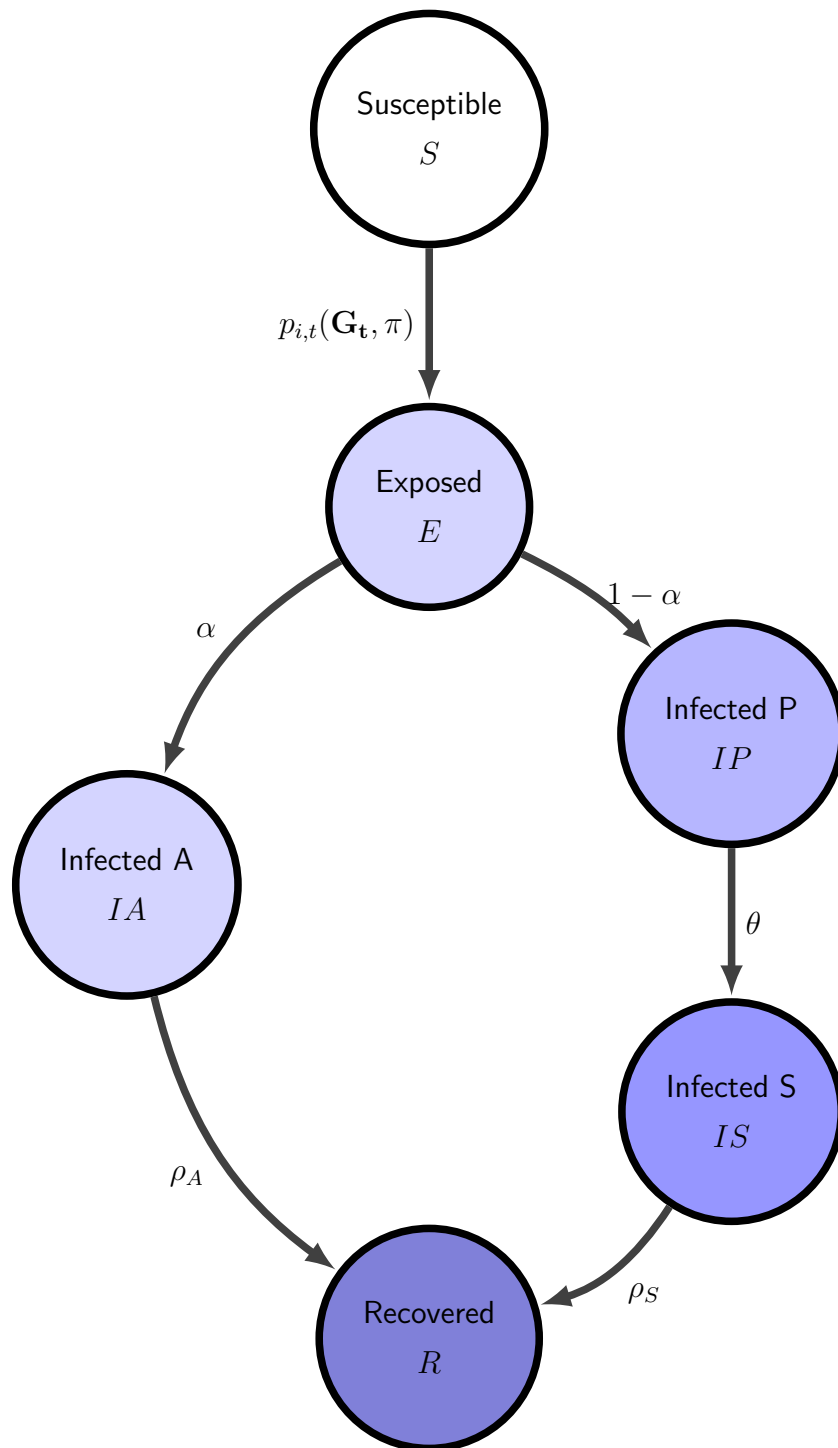 Susceptible
S
p_{i,t}(G_t, π)
Exposed
E
α
1 − α
Infected P
IP
Infected A
IA
θ
Infected S
IS
ρ_A
ρ_S
Recovered
R